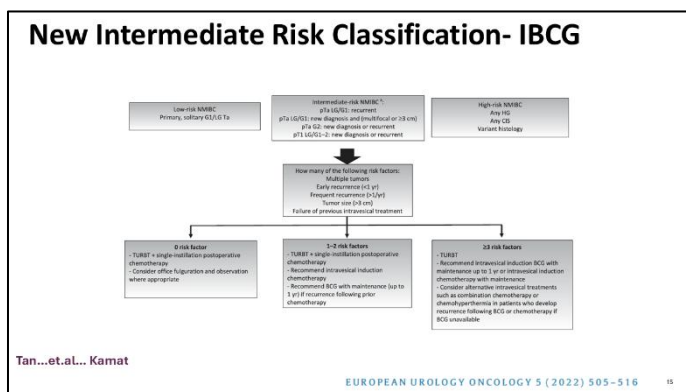 New Intermediate Risk Classification- IBCG
Low-risk NMIBC
Primary, solitary G1/LG Ta
Intermediate-risk NMIBC a:
pTa LG/G1: recurrent
pTa LG/G1: new diagnosis and (multifocal or ≥3 cm)
pTa G2: new diagnosis or recurrent
pT1 LG/G1–2: new diagnosis or recurrent
High-risk NMIBC
Any HG
Any CIS
Variant histology
How many of the following risk factors:
Multiple tumors
Early recurrence (<1 yr)
Frequent recurrence (>1/yr)
Tumor size (>3 cm)
Failure of previous intravesical treatment
0 risk factor
- TURBT + single-instillation postoperative
chemotherapy
- Consider office fulguration and observation
where appropriate
1–2 risk factors
- TURBT + single-instillation postoperative
chemotherapy
- Recommend intravesical induction
chemotherapy
- Recommend BCG with maintenance (up to
1 yr) if recurrence following prior
chemotherapy
≥3 risk factors
- TURBT
- Recommend intravesical induction BCG with
maintenance up to 1 yr or intravesical induction
chemotherapy with maintenance
- Consider alternative intravesical treatments
such as combination chemotherapy or
chemohyperthermia in patients who develop
recurrence following BCG or chemotherapy if
BCG unavailable
Tan...et.al... Kamat
EUROPEAN UROLOGY ONCOLOGY 5 (2022) 505–516
15